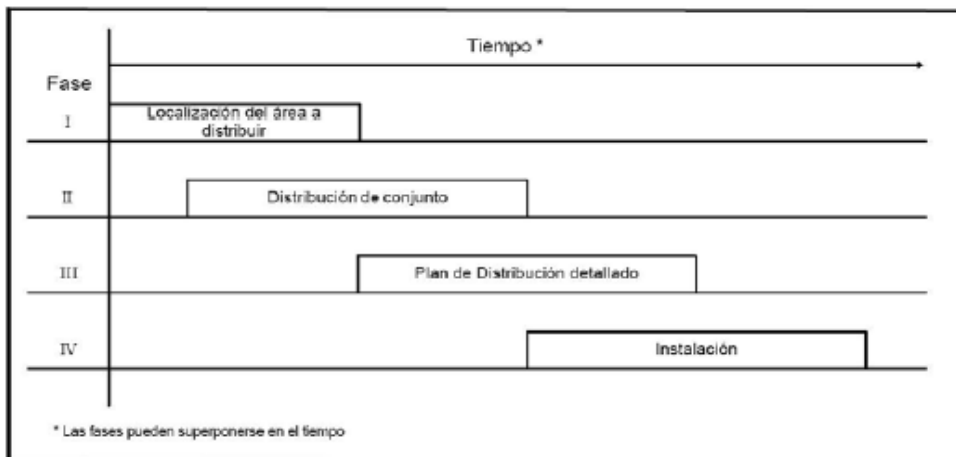 Tiempo *
Fase
I
Localización del área a
distribuir
II
Distribución de conjunto
III
Plan de Distribución detallado
IV
Instalación
* Las fases pueden superponerse en el tiempo